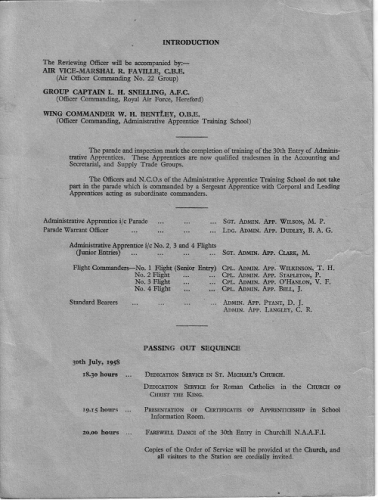 INTRODUCTION
The Reviewing Officer will be accompanied by:—
AIR VICE-MARSHAL R. FAVILLE, C.B.E.
(Air Officer Commanding No. 22 Group)
GROUP CAPTAIN L. H. SNELLING, A.F.C.
(Officer Commanding, Royal Air Force, Hereford)
WING COMMANDER W. H. BENTLEY, O.B.E.
(Officer Commanding, Administrative Apprentice Training School)
The parade and inspection mark the completion of training of the 30th Entry of Adminis-
trative Apprentices. These Apprentices are now qualified tradesmen in the Accounting and
Secretarial, and Supply Trade Groups.
The Officers and N.C.Os of the Administrative Apprentice Training School do not take
part in the parade which is commanded by a Sergeant Apprentice with Corporal and Leading
Apprentices acting as subordinate commanders.
Administrative Apprentice i/c Parade ... ... SGT. ADMIN. APP. WILSON, M. P.
Parade Warrant Officer ... ... ... LDG. ADMIN. APP. DUDLEY, B. A. G.
Administrative Apprentice i/c No. 2, 3 and 4 Flights
(Junior Entries) ... ... ... SGT. ADMIN. APP. CLARK, M.
Flight Commanders—No. 1 Flight (Senior Entry) CPL. ADMIN. APP. WILKINSON, T. H.
No. 2 Flight ... ... CPL. ADMIN. APP. STAPLETON, P.
No. 3 Flight ... ... CPL. ADMIN. APP. O'HANLON, V. F.
No. 4 Flight ... ... CPL. ADMIN. APP. BELL, J.
Standard Bearers ... ... ... ... ADMIN. APP. PYANT, D. J.
ADMIN. APP. LANGLEY, C. R.
PASSING OUT SEQUENCE
30th July, 1958
18.30 hours ... DEDICATION SERVICE IN ST. MICHAEL'S CHURCH.
DEDICATION SERVICE for Roman Catholics in the CHURCH OF
CHRIST THE KING.
19.15 hours ... PRESENTATION OF CERTIFICATES OF APPRENTICESHIP in School
Information Room.
20.00 hours ... FAREWELL DANCE of the 30th Entry in Churchill N.A.A.F.I.
Copies of the Order of Service will be provided at the Church, and
all visitors to the Station are cordially invited.